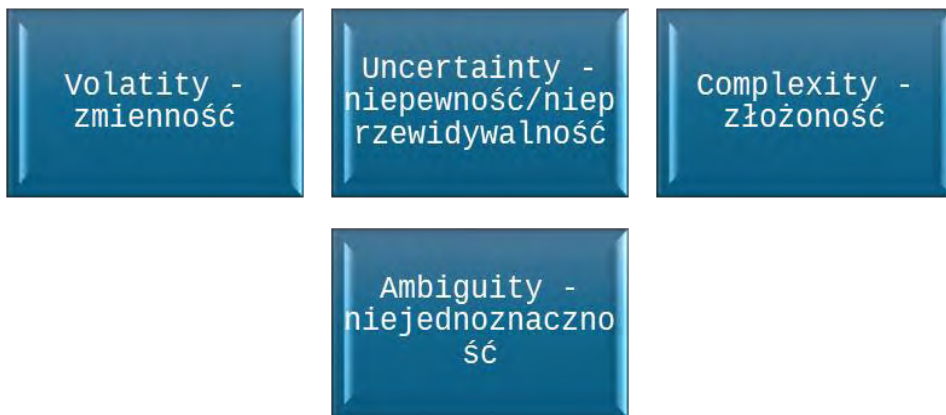 Volatity -
zmienność
Uncertainty -
niepewność/niep
rzewidywalność
Complexity -
złożoność
Ambiguity -
niejednoznaczno
ść